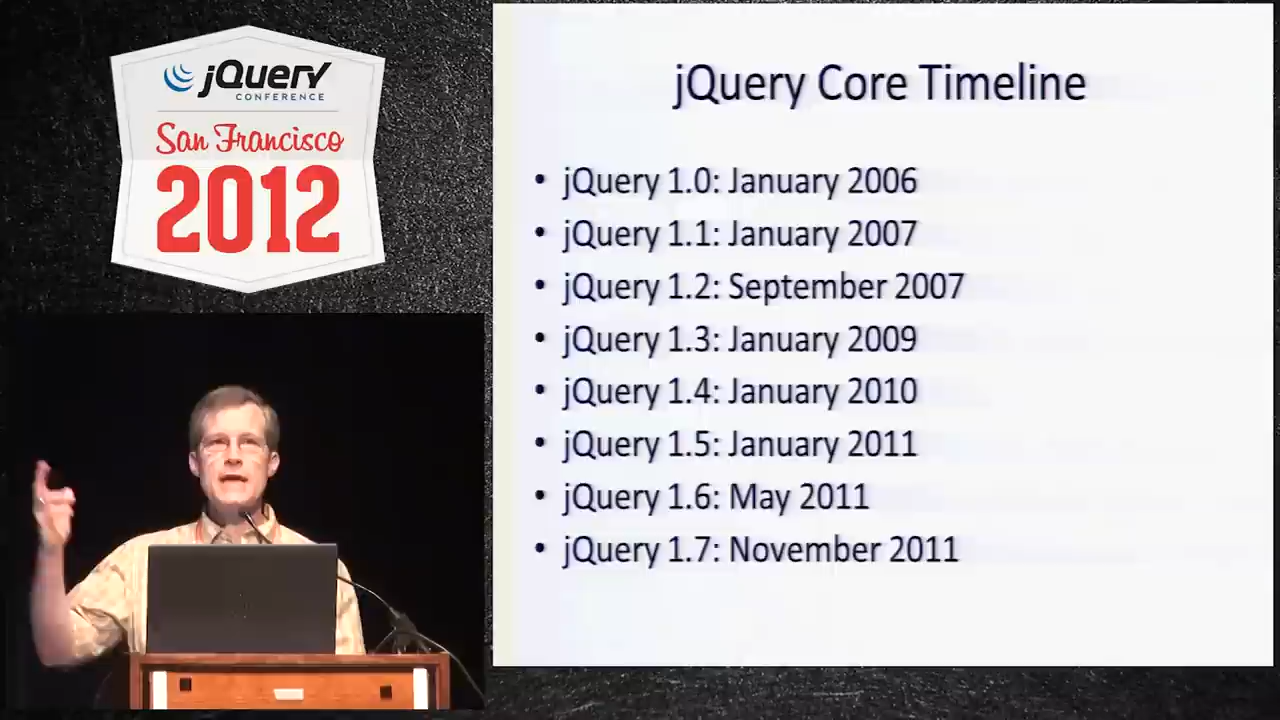 jQuery
CONFERENCE
San Francisco
2012
jQuery Core Timeline
• jQuery 1.0: January 2006
• jQuery 1.1: January 2007
• jQuery 1.2: September 2007
• jQuery 1.3: January 2009
• jQuery 1.4: January 2010
• jQuery 1.5: January 2011
• jQuery 1.6: May 2011
• jQuery 1.7: November 2011